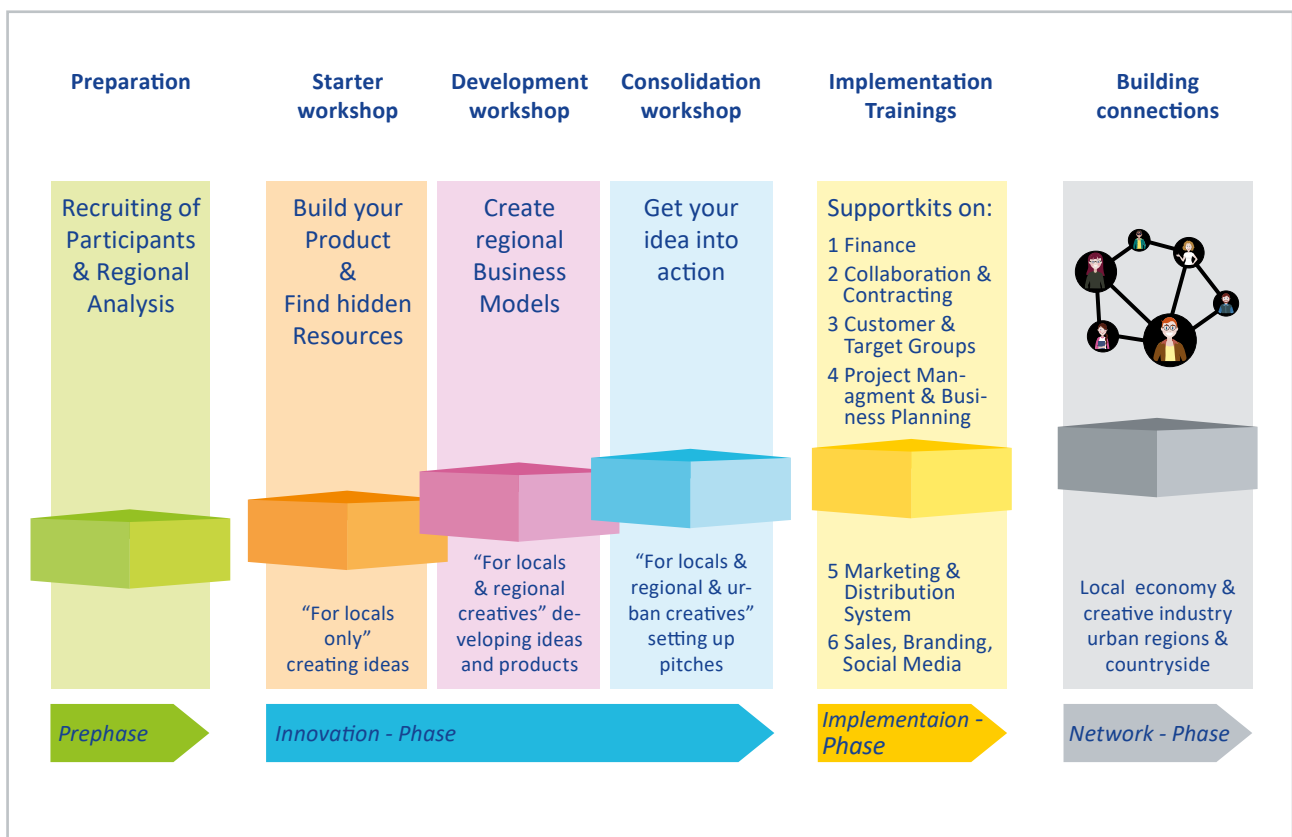 Preparation
Starter
workshop
Development
workshop
Consolidation
workshop
Implementation
Trainings
Building
connections
Recruiting of
Participants
& Regional
Analysis
Build your
Product
&
Find hidden
Resources
“For locals
only”
creating ideas
Create
regional
Business
Models
“For locals
& regional
creatives” de-
veloping ideas
and products
Get your
idea into
action
“For locals &
regional & ur-
ban creatives”
setting up
pitches
Supportkits on:
1 Finance
2 Collaboration &
Contracting
3 Customer &
Target Groups
4 Project Man-
agment & Busi-
ness Planning
5 Marketing &
Distribution
System
6 Sales, Branding,
Social Media
Local economy &
creative industry
urban regions &
countryside
Prephase
Innovation - Phase
Implementaion -
Phase
Network - Phase